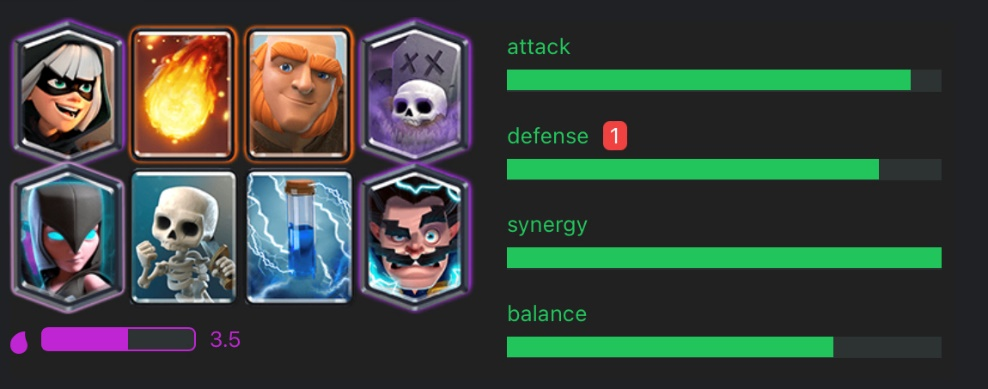 attack
defense 1
synergy
balance
3.5